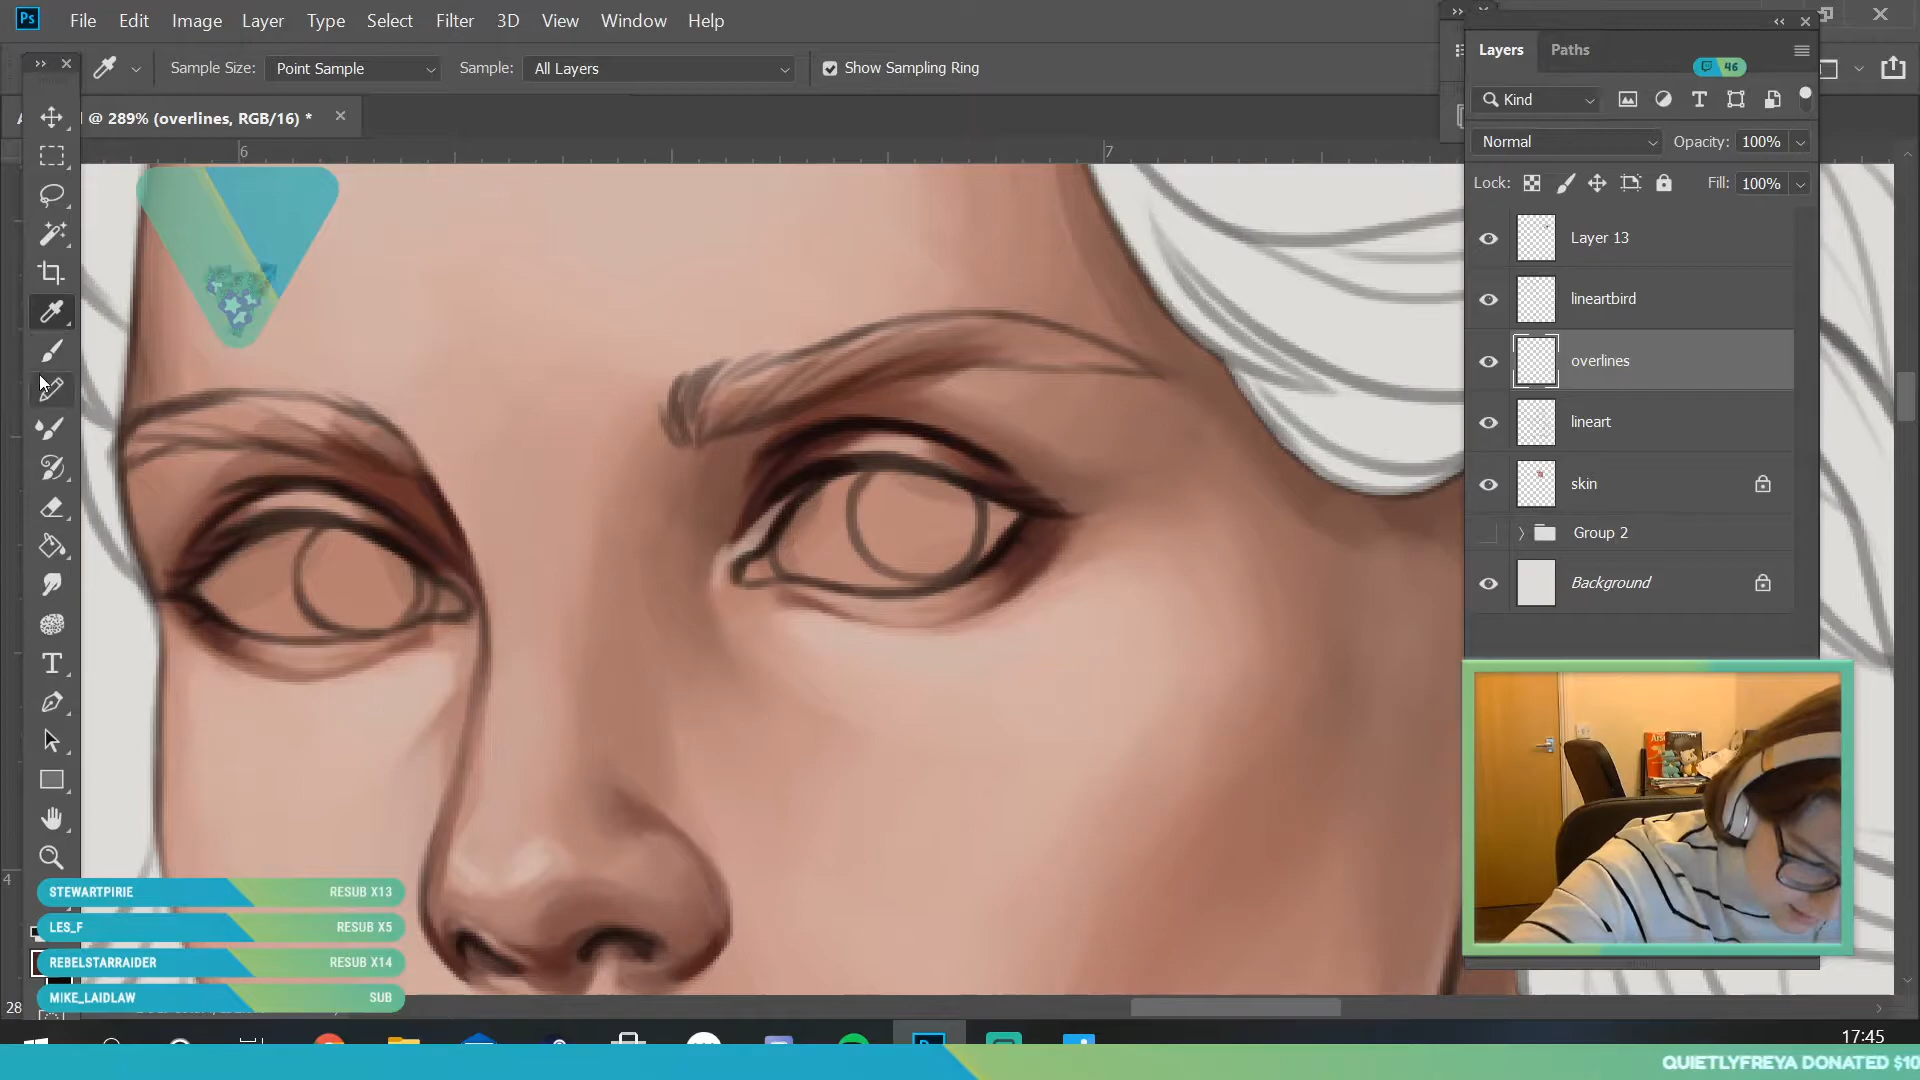 Ps File Edit Image Layer Type Select Filter 3D View Window Help
Sample Size: Point Sample Sample: All Layers Show Sampling Ring
@ 289% (overlines, RGB/16) *
6 7
Layers Paths
46
Kind
Normal Opacity: 100%
Lock: Fill: 100%
Layer 13
lineartbird
overlines
lineart
skin
Group 2
Background
4
STEWARTPIRIE RESUB X13
LES_F RESUB X5
REBELSTARRAIDER RESUB X14
MIKE_LAIDLAW SUB
28
17:45
QUIETLYFREYA DONATED $10